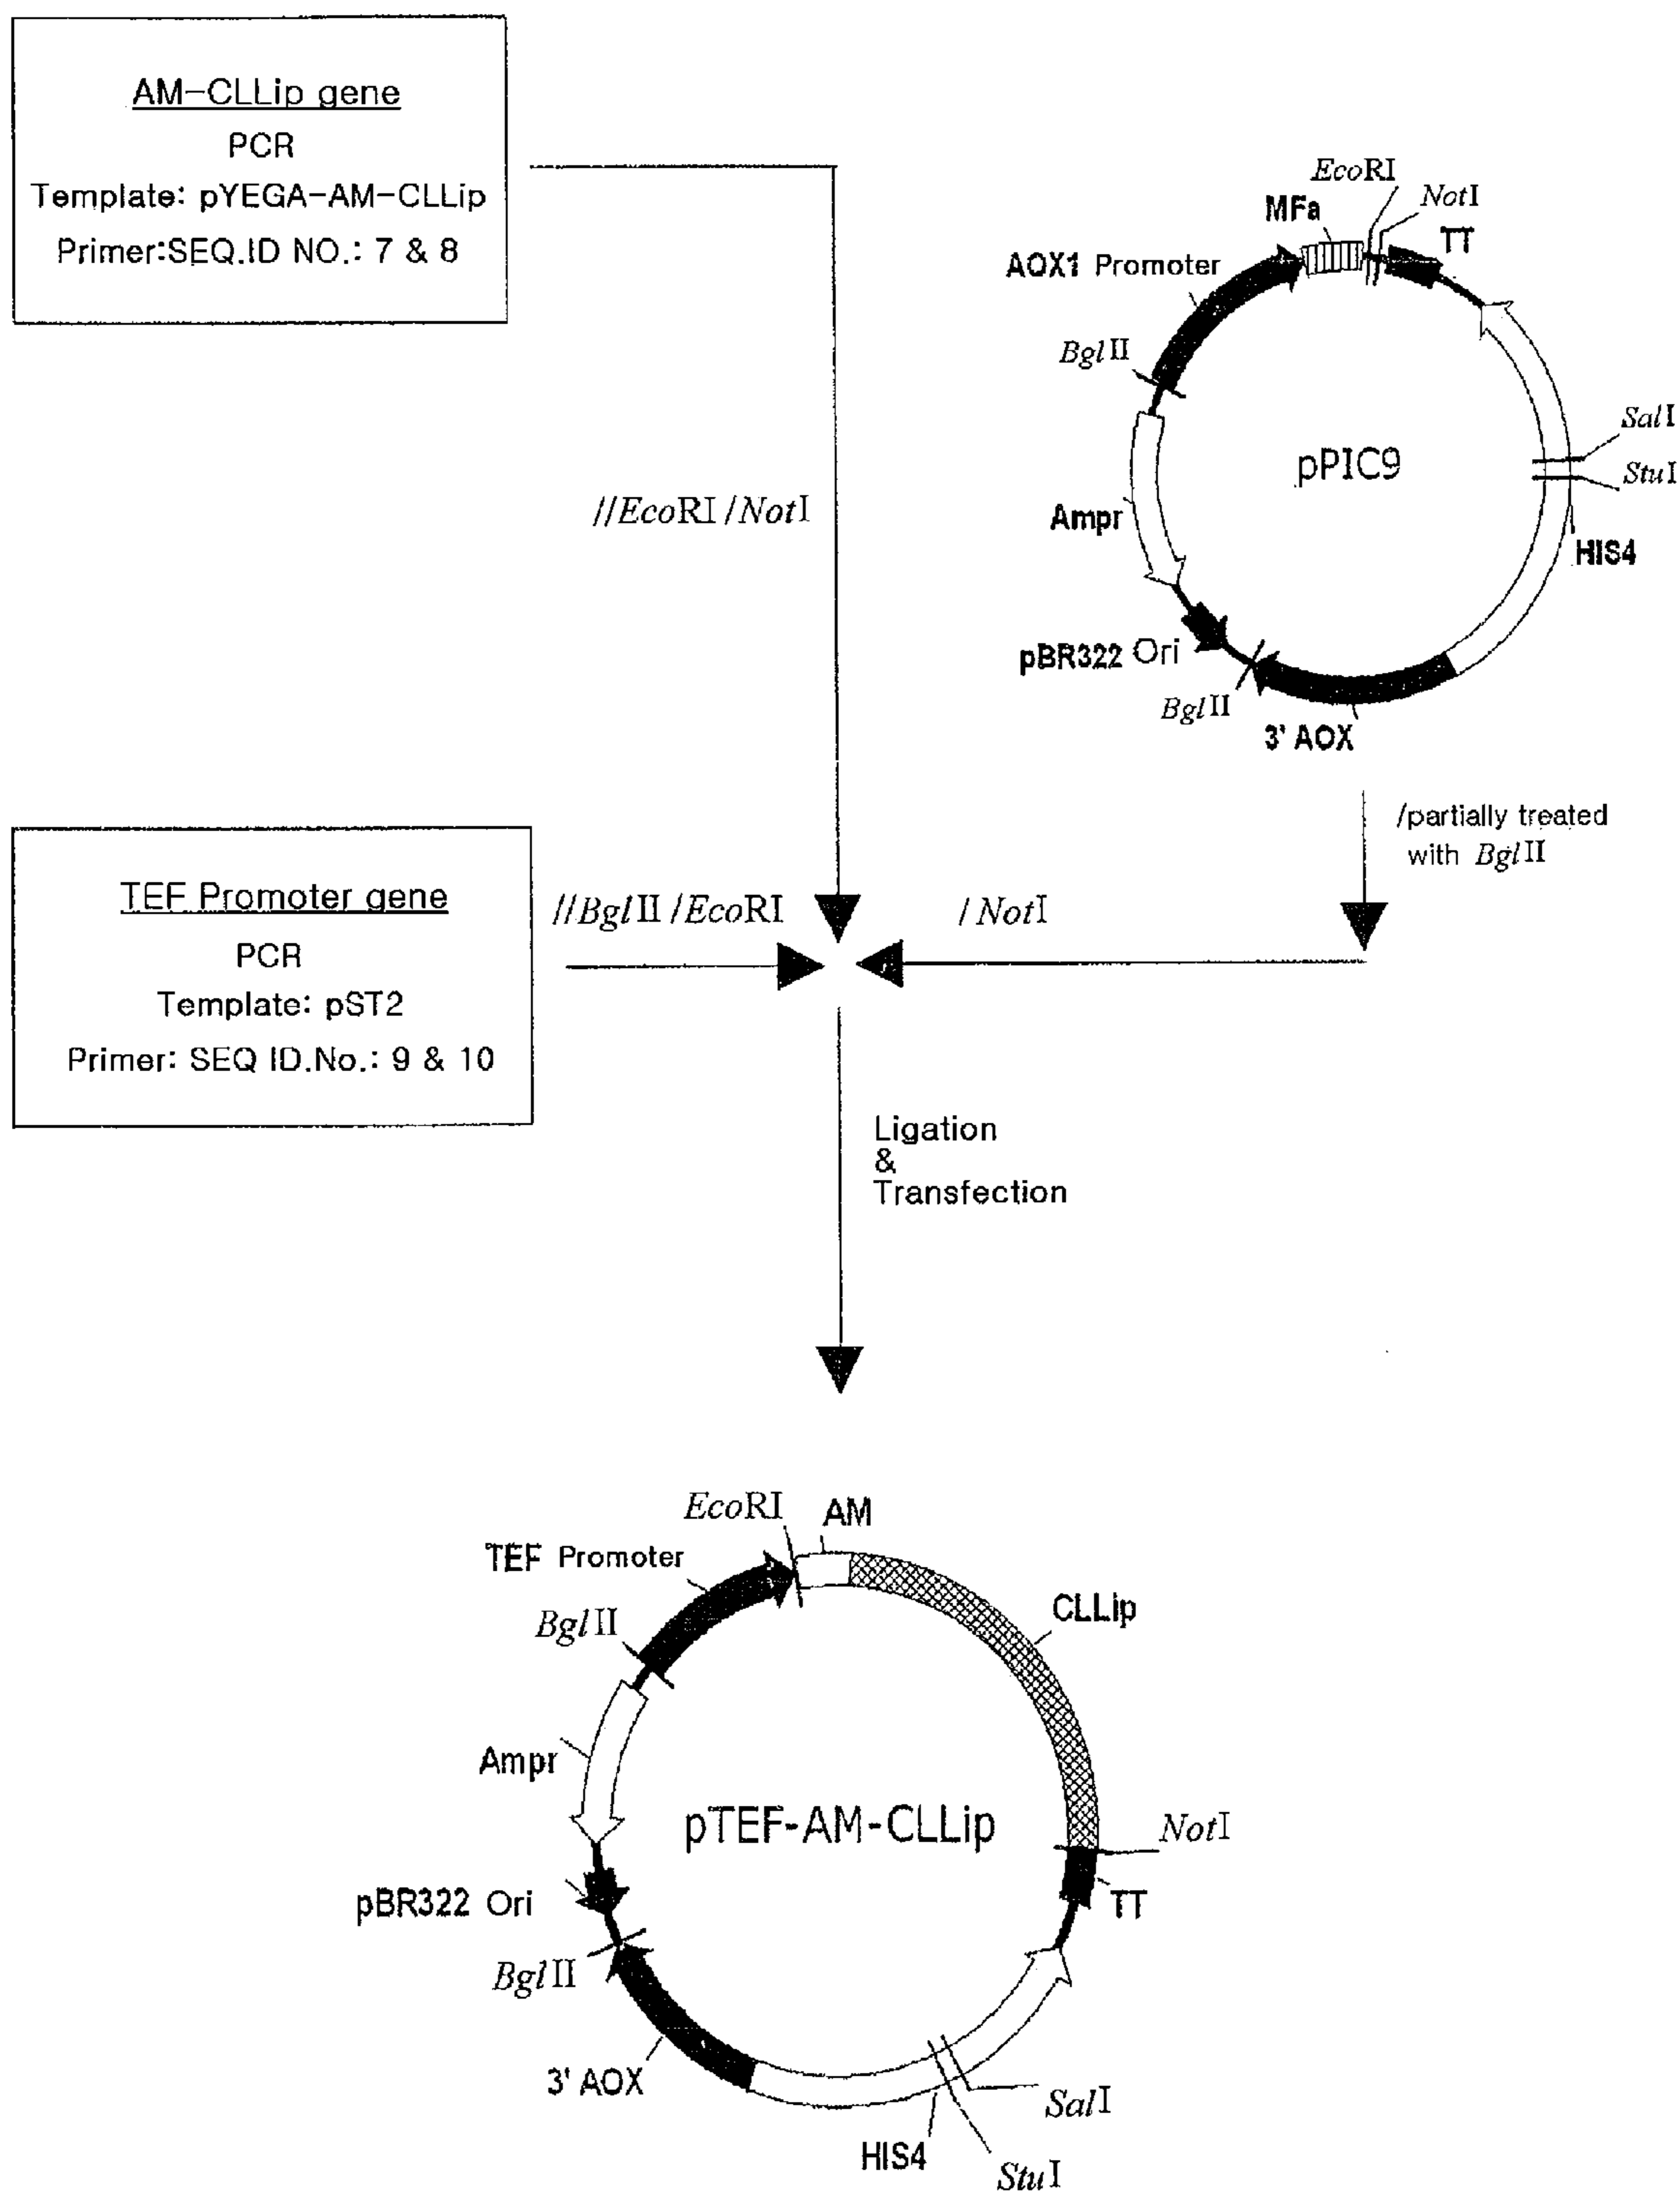 AM-CLLip gene
PCR
Template: pYEGA-AM-CLLip
Primer:SEQ.ID NO.: 7 & 8
//EcoRI /NotI
EcoRI
NotI
MFa
TT
AOX1 Promoter
BglII
SalI
StuI
pPIC9
Ampr
HIS4
pBR322 Ori
BglII
3' AOX
/partially treated
with BglII
TEF Promoter gene
PCR
Template: pST2
Primer: SEQ ID.No.: 9 & 10
//BglII /EcoRI
/NotI
Ligation
&
Transfection
EcoRI
AM
TEF Promoter
BglII
CLLip
Ampr
pTEF-AM-CLLip
NotI
TT
pBR322 Ori
BglII
3' AOX
SalI
HIS4
StuI